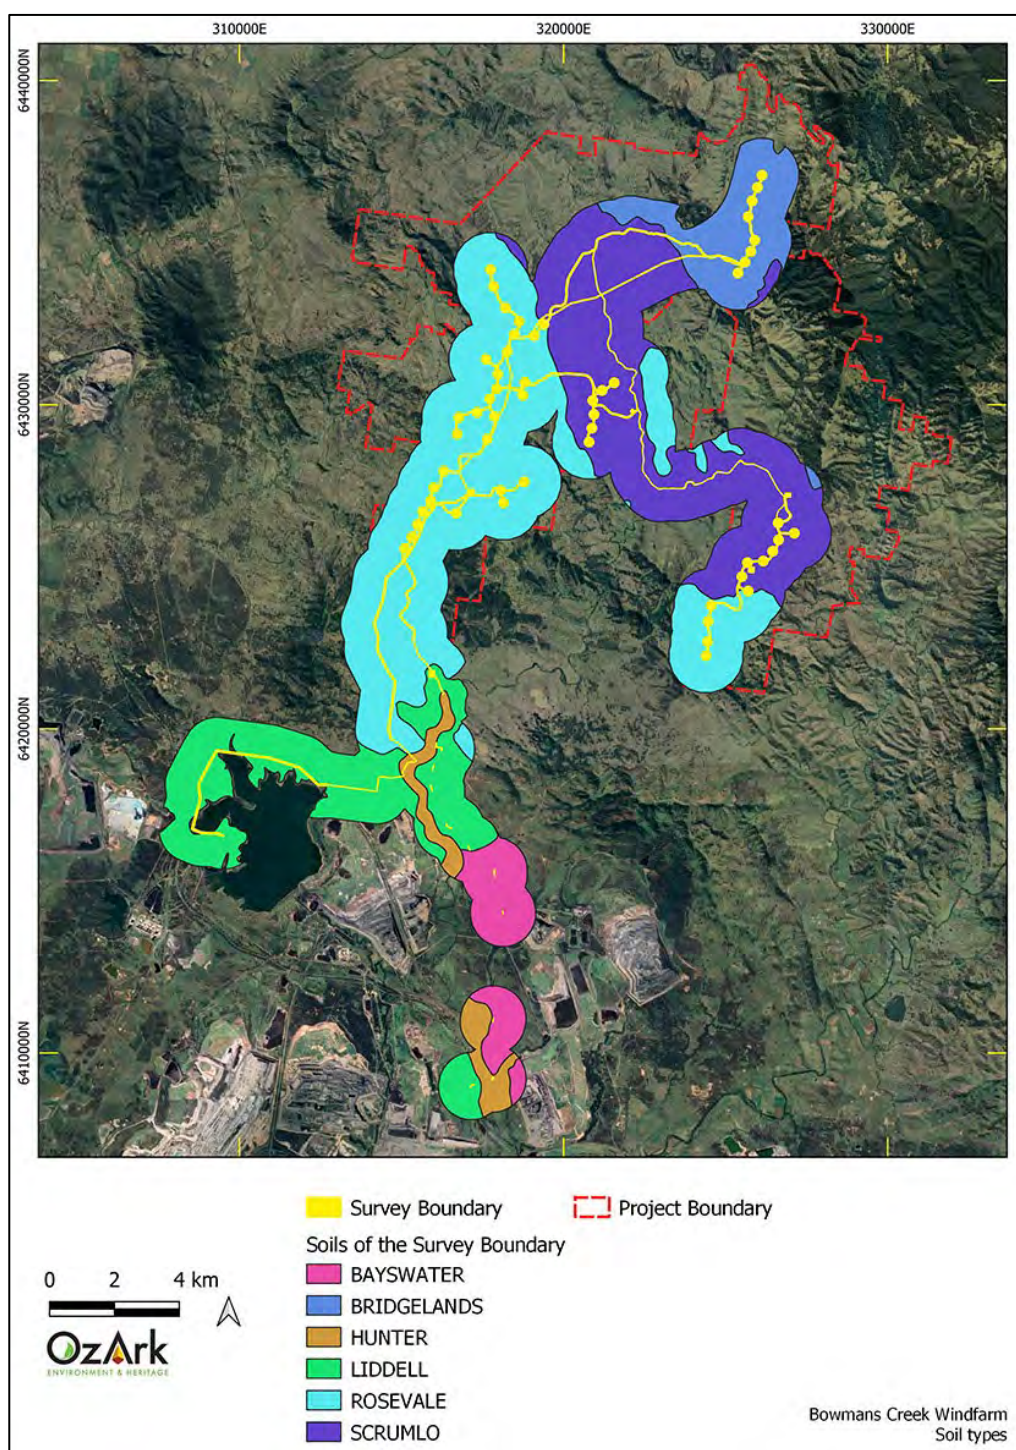 310000E 320000E 330000E
6440000N
6430000N
6420000N
6410000N
Survey Boundary
Project Boundary
Soils of the Survey Boundary
BAYSWATER
BRIDGELANDS
HUNTER
LIDDELL
ROSEVALE
SCRUMLO
0 2 4 km
OzArk
ENVIRONMENT & HERITAGE
Bowmans Creek Windfarm
Soil types